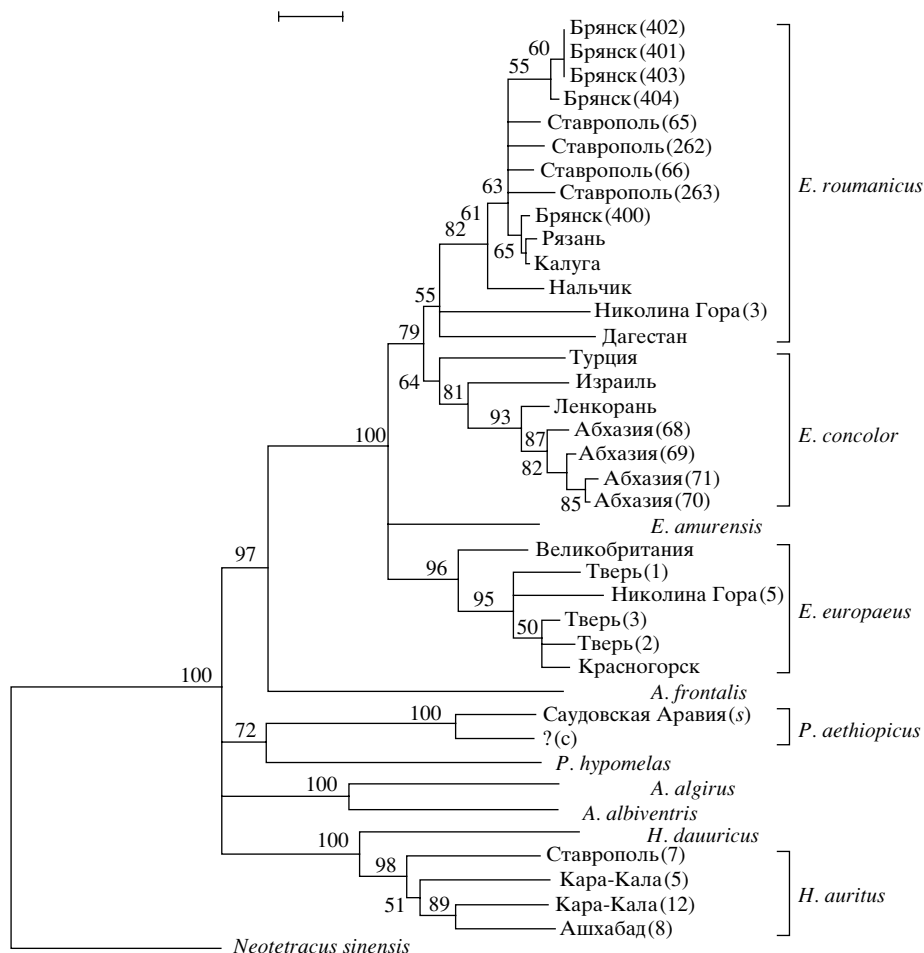 Брянск(402)
60
Брянск(401)
55
Брянск(403)
Брянск(404)
Ставрополь(65)
Ставрополь(262)
Ставрополь(66)
63
Ставрополь(263)
E. roumanicus
61
Брянск(400)
82
Рязань
65
Калуга
Нальчик
55
Николина Гора(3)
79
Дагестан
Турция
64
81
Израиль
93
Ленкорань
87
Абхазия(68)
E. concolor
100
82
Абхазия(69)
Абхазия(71)
85
Абхазия(70)
E. amurensis
97
Великобритания
96
Тверь(1)
95
Николина Гора(5)
E. europaeus
50
Тверь(3)
Тверь(2)
100
Красногорск
A. frontalis
100
Саудовская Аравия(s)
P. aethiopicus
72
?(c)
P. hypomelas
100
A. algirus
A. albiventris
100
H. dauuricus
98
Ставрополь(7)
Кара-Кала(5)
H. auritus
51
89
Кара-Кала(12)
Ашхабад(8)
Neotetracus sinensis